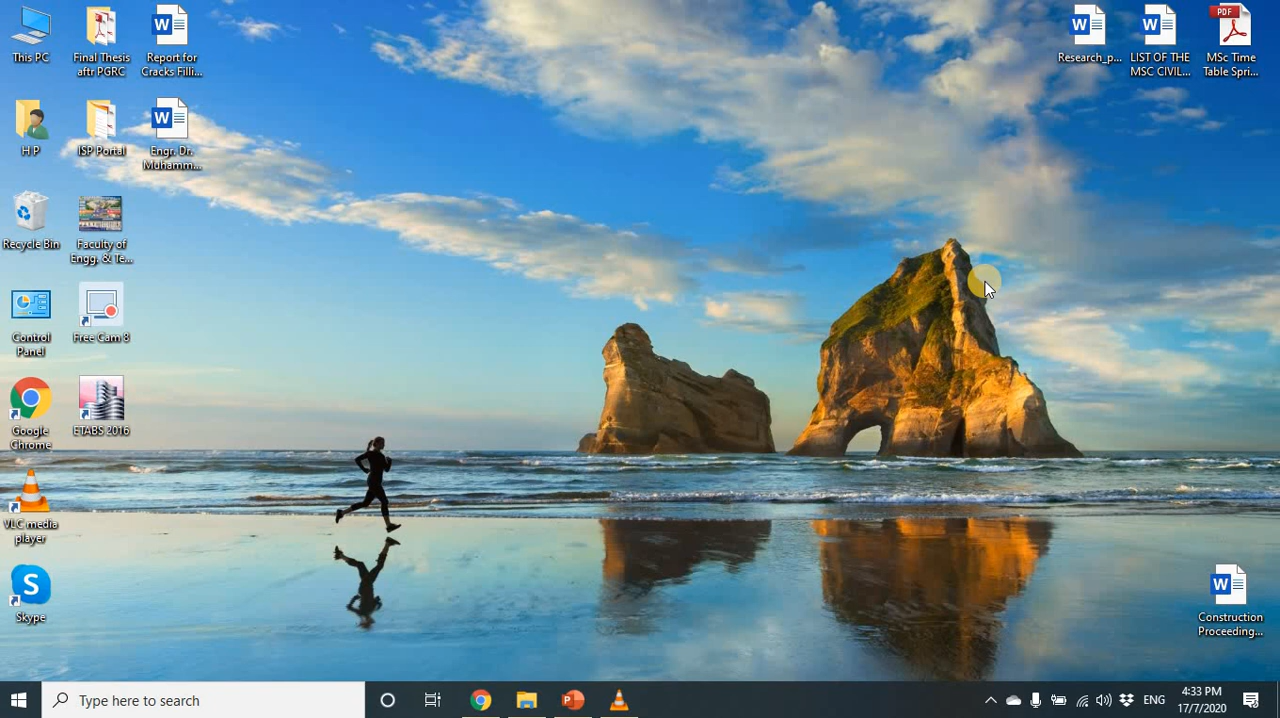 This PC
Final Thesis
aftr PGRC
Report for
Cracks Filli...
Research_p...
LIST OF THE
MSC CIVIL...
PDF
MSc Time
Table Spri...
H P
ISP Portal
Engr. Dr.
Muhamm...
Recycle Bin
Faculty of
Engg. & Te...
Control
Panel
Free Cam 8
Google
Chrome
ETABS 2016
VLC media
player
Skype
Construction
Proceeding...
Type here to search
ENG
4:33 PM
17/7/2020